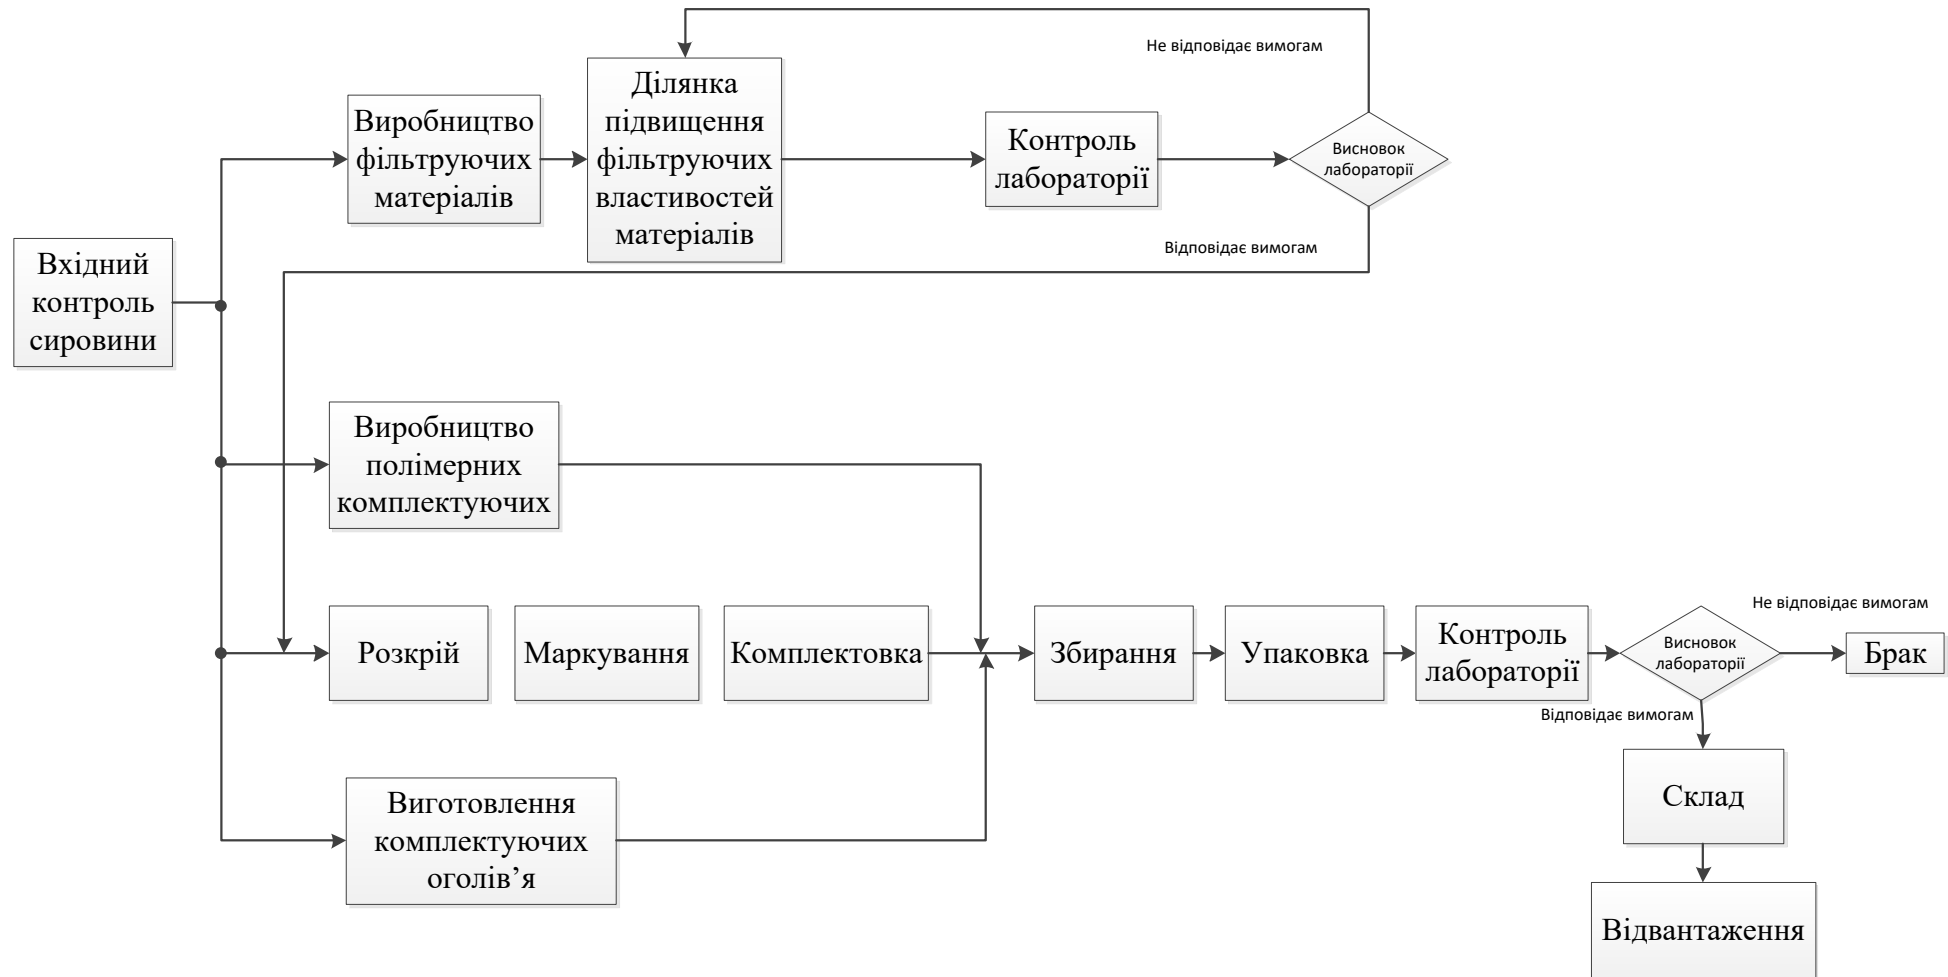 Не відповідає вимогам
Ділянка
підвищення
фільтруючих
властивостей
матеріалів
Виробництво
фільтруючих
матеріалів
Контроль
лабораторії
Висновок
лабораторії
Відповідає вимогам
Вхідний
контроль
сировини
Виробництво
полімерних
комплектуючих
Розкрій
Маркування
Комплектовка
Збирання
Упаковка
Контроль
лабораторії
Висновок
лабораторії
Не відповідає вимогам
Брак
Відповідає вимогам
Склад
Виготовлення
комплектуючих
оголів’я
Відвантаження